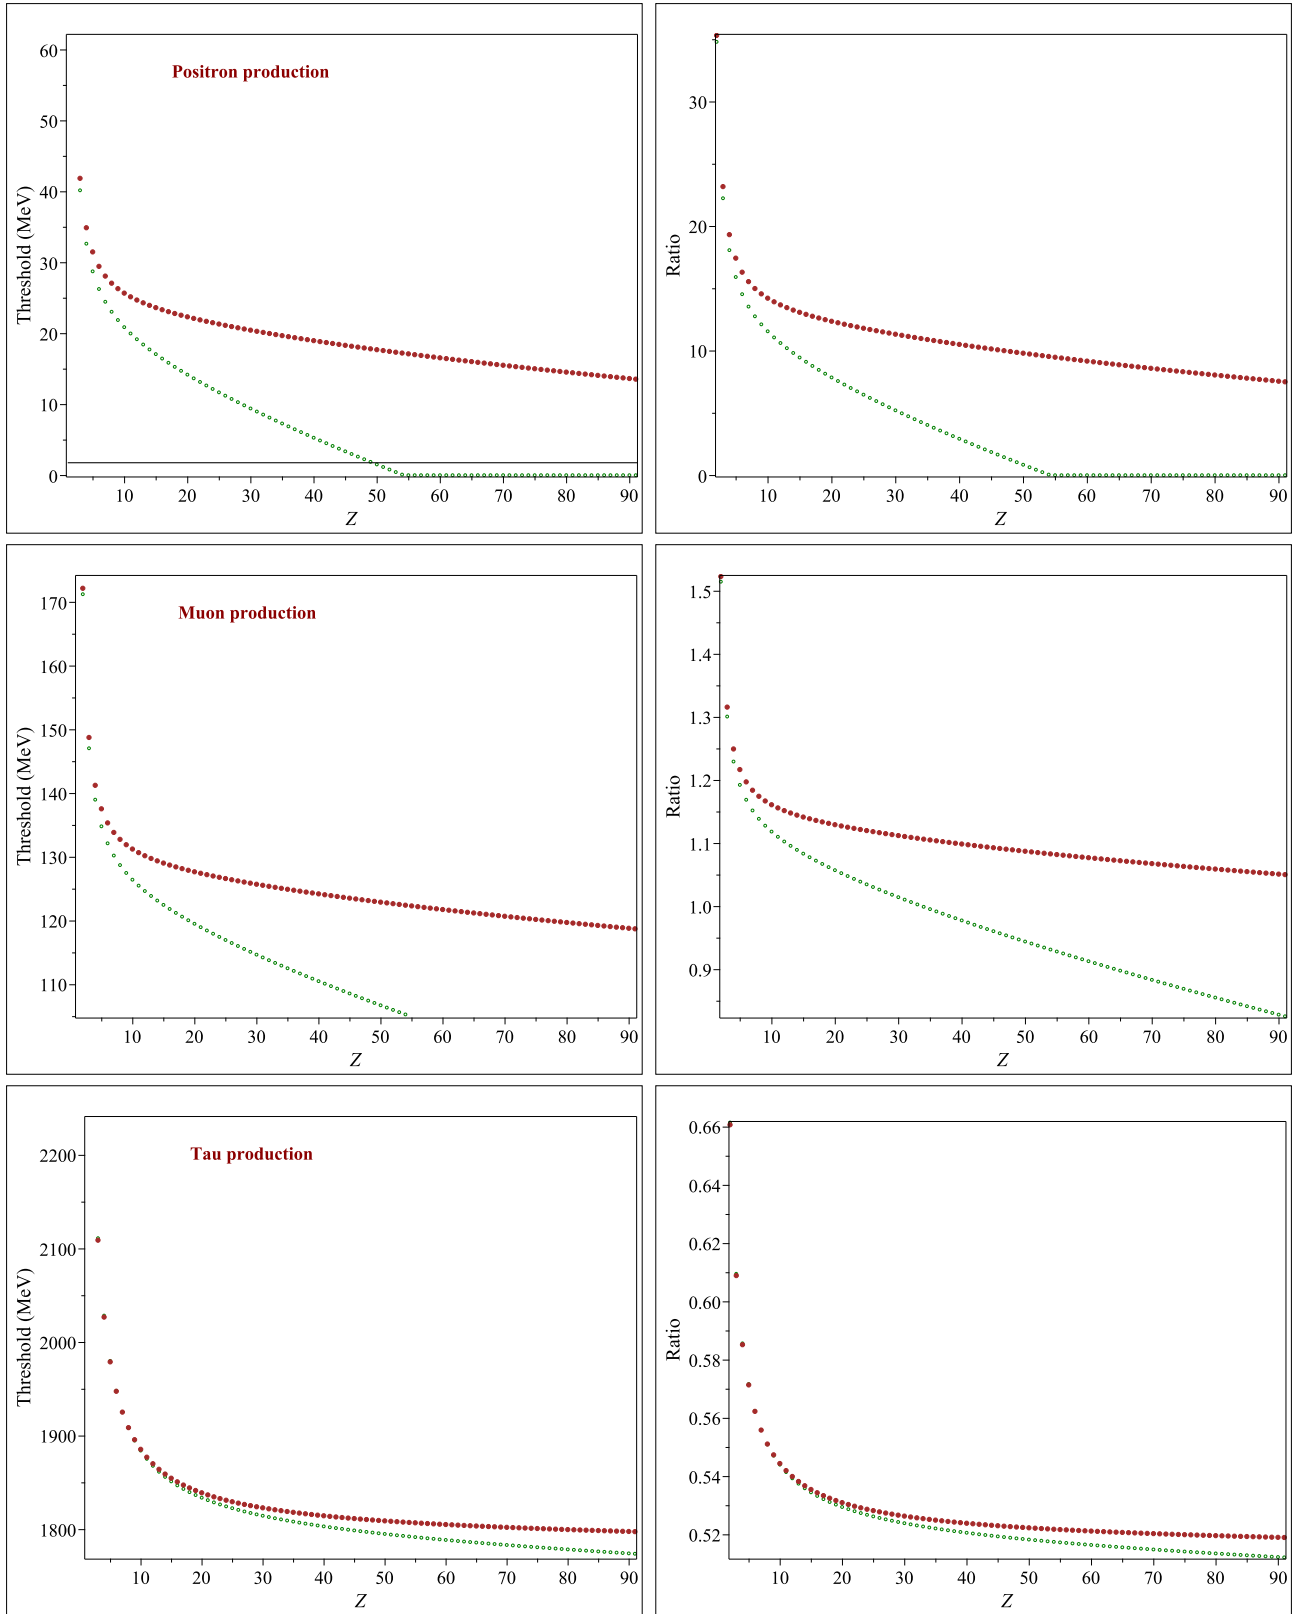 Positron production
Threshold (MeV)
60
50
40
30
20
10
0
10 20 30 40 50 60 70 80 90
Z
Ratio
30
20
10
0
10 20 30 40 50 60 70 80 90
Z
Muon production
Threshold (MeV)
170
160
150
140
130
120
110
10 20 30 40 50 60 70 80 90
Z
Ratio
1.5
1.4
1.3
1.2
1.1
1.0
0.9
10 20 30 40 50 60 70 80 90
Z
Tau production
Threshold (MeV)
2200
2100
2000
1900
1800
10 20 30 40 50 60 70 80 90
Z
Ratio
0.66
0.64
0.62
0.60
0.58
0.56
0.54
0.52
10 20 30 40 50 60 70 80 90
Z